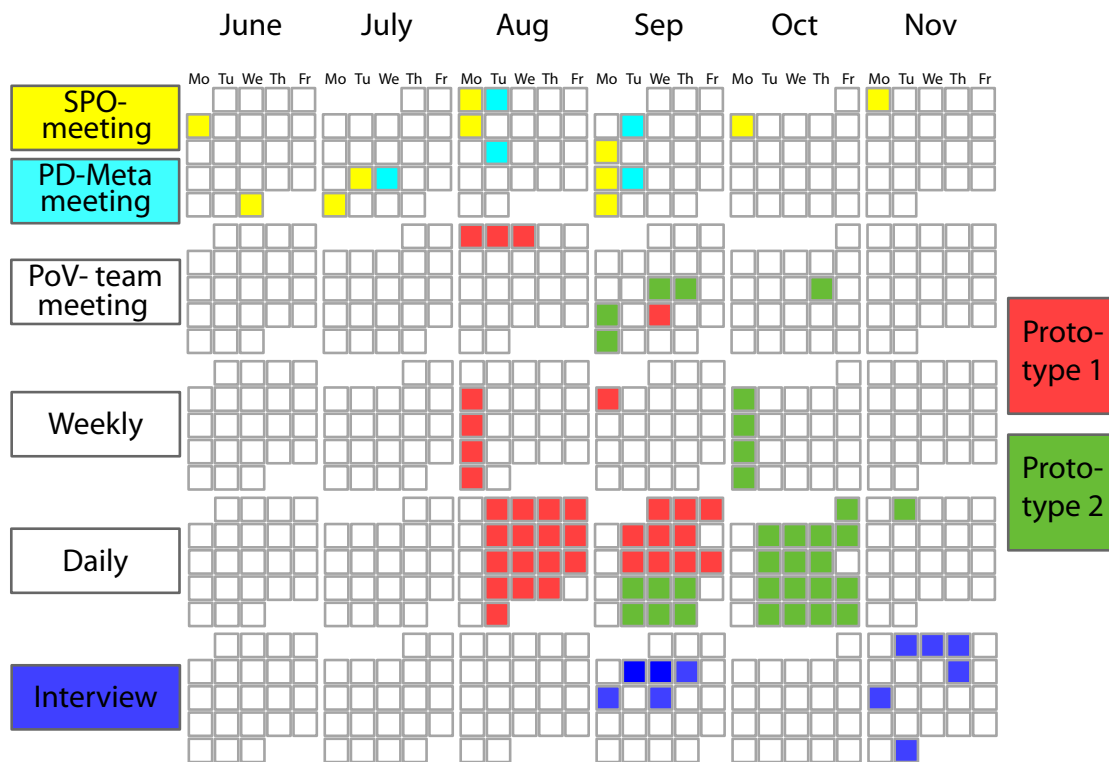 June July Aug Sep Oct Nov
Mo Tu We Th Fr Mo Tu We Th Fr Mo Tu We Th Fr Mo Tu We Th Fr Mo Tu We Th Fr Mo Tu We Th Fr
SPO-
meeting
PD-Meta
meeting
PoV- team
meeting
Weekly
Daily
Interview
Proto-
type 1
Proto-
type 2